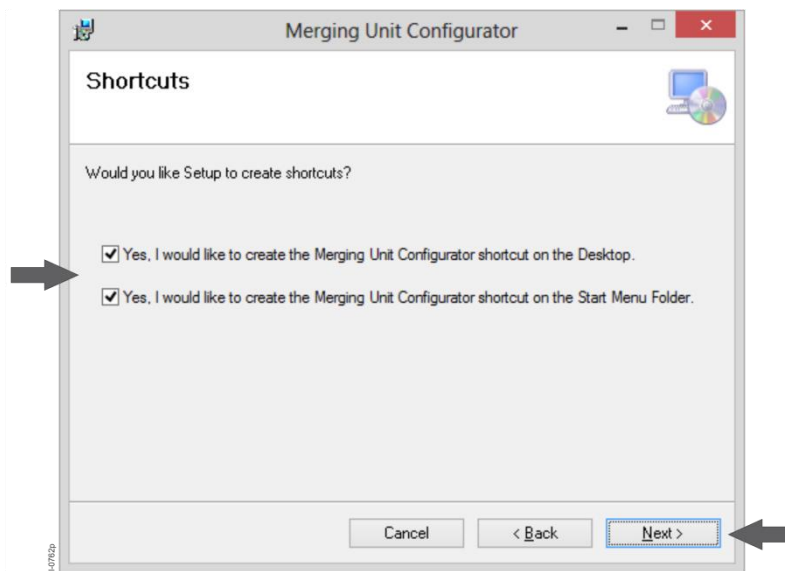 Merging Unit Configurator
Shortcuts
Would you like Setup to create shortcuts?
Yes, I would like to create the Merging Unit Configurator shortcut on the Desktop.
Yes, I would like to create the Merging Unit Configurator shortcut on the Start Menu Folder.
Cancel
< Back
Next >